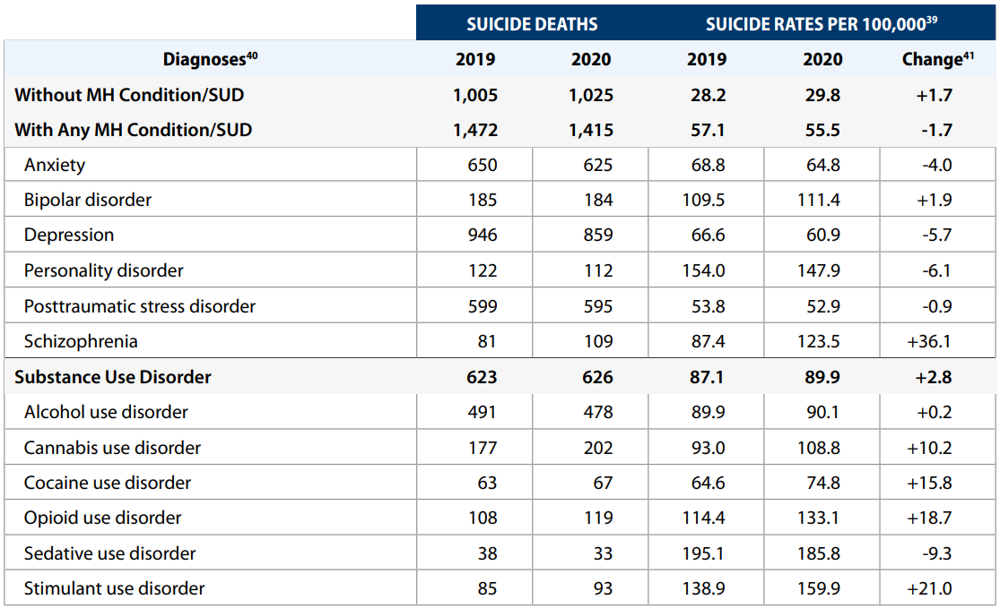 SUICIDE DEATHS SUICIDE RATES PER 100,000³⁹
Diagnoses⁴⁰ 2019 2020 2019 2020 Change⁴¹
Without MH Condition/SUD 1,005 1,025 28.2 29.8 +1.7
With Any MH Condition/SUD 1,472 1,415 57.1 55.5 -1.7
Anxiety 650 625 68.8 64.8 -4.0
Bipolar disorder 185 184 109.5 111.4 +1.9
Depression 946 859 66.6 60.9 -5.7
Personality disorder 122 112 154.0 147.9 -6.1
Posttraumatic stress disorder 599 595 53.8 52.9 -0.9
Schizophrenia 81 109 87.4 123.5 +36.1
Substance Use Disorder 623 626 87.1 89.9 +2.8
Alcohol use disorder 491 478 89.9 90.1 +0.2
Cannabis use disorder 177 202 93.0 108.8 +10.2
Cocaine use disorder 63 67 64.6 74.8 +15.8
Opioid use disorder 108 119 114.4 133.1 +18.7
Sedative use disorder 38 33 195.1 185.8 -9.3
Stimulant use disorder 85 93 138.9 159.9 +21.0